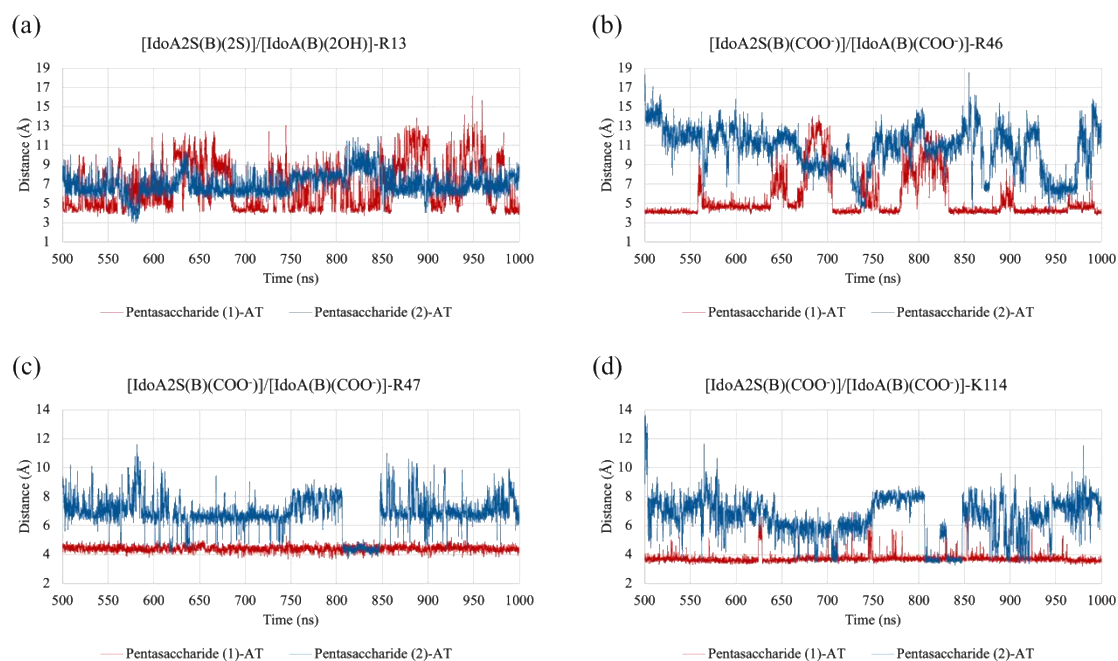 (a)
[IdoA2S(B)(2S)]/[IdoA(B)(2OH)]-R13
19
17
15
13
11
9
7
5
3
1
Distance (Å)
500 550 600 650 700 750 800 850 900 950 1000
Time (ns)
Pentasaccharide (1)-AT Pentasaccharide (2)-AT
(b)
[IdoA2S(B)(COO⁻)]/[IdoA(B)(COO⁻)]-R46
19
17
15
13
11
9
7
5
3
1
Distance (Å)
500 550 600 650 700 750 800 850 900 950 1000
Time (ns)
Pentasaccharide (1)-AT Pentasaccharide (2)-AT
(c)
[IdoA2S(B)(COO⁻)]/[IdoA(B)(COO⁻)]-R47
14
12
10
8
6
4
2
Distance (Å)
500 550 600 650 700 750 800 850 900 950 1000
Time (ns)
Pentasaccharide (1)-AT Pentasaccharide (2)-AT
(d)
[IdoA2S(B)(COO⁻)]/[IdoA(B)(COO⁻)]-K114
14
12
10
8
6
4
2
Distance (Å)
500 550 600 650 700 750 800 850 900 950 1000
Time (ns)
Pentasaccharide (1)-AT Pentasaccharide (2)-AT